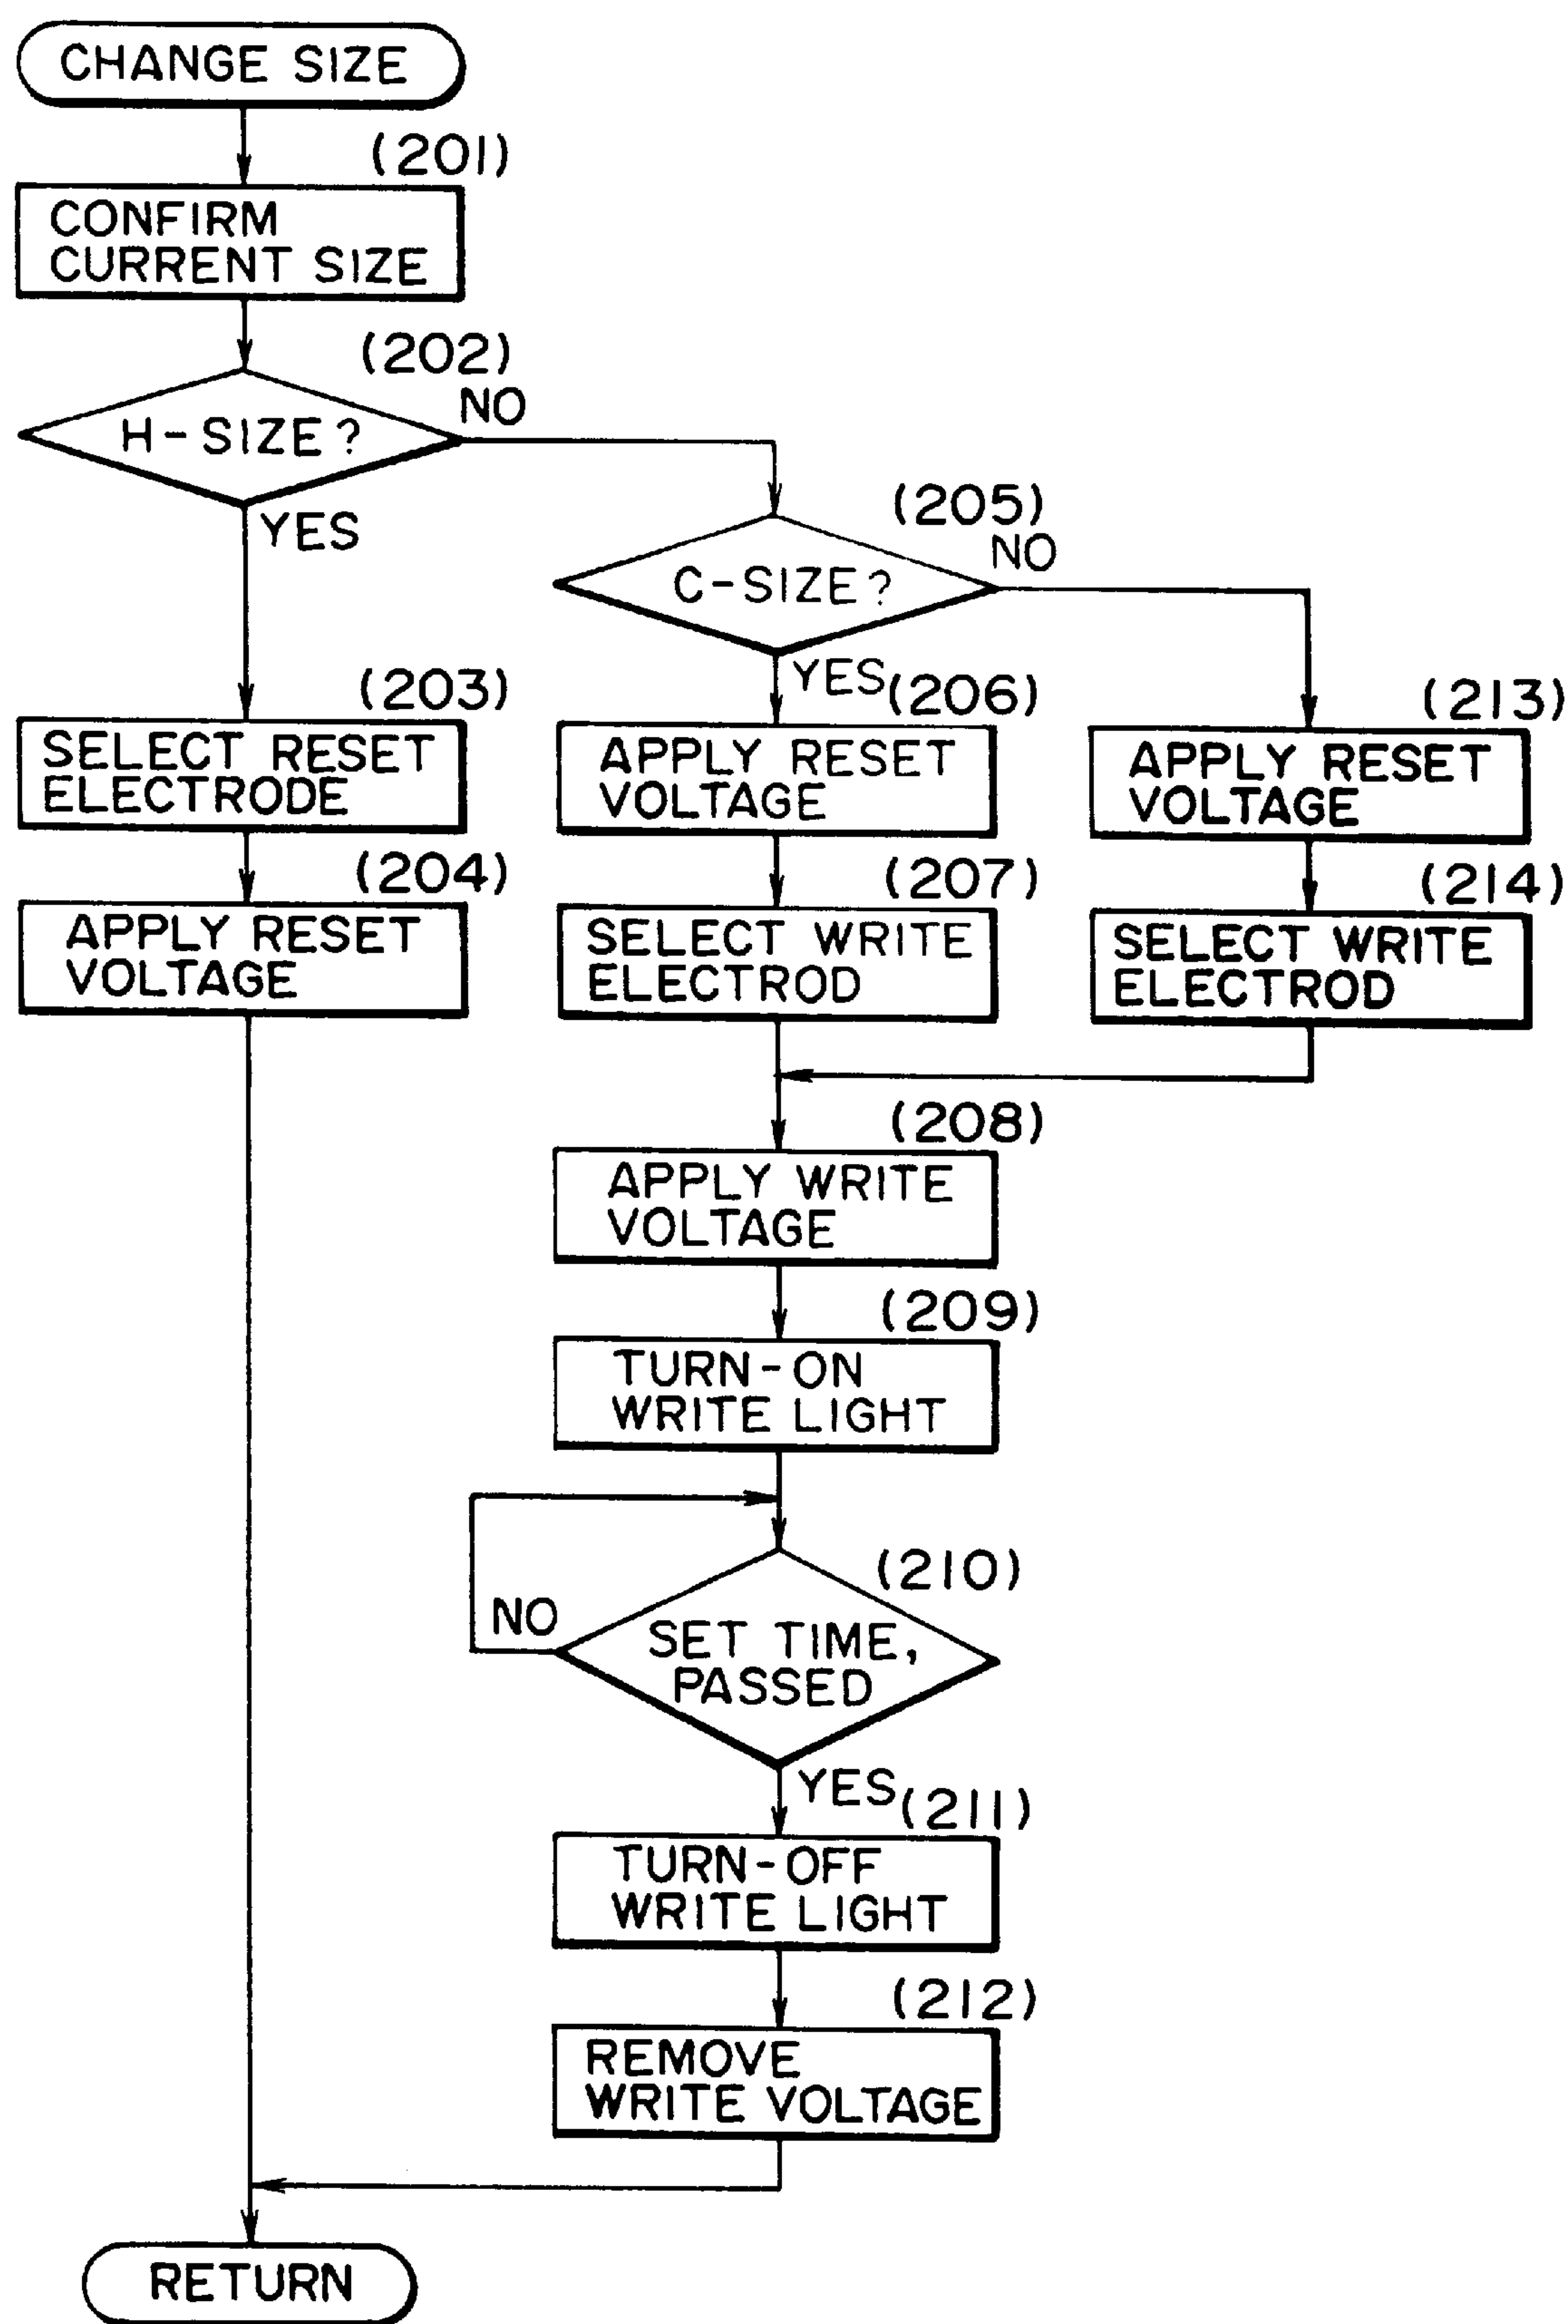 CHANGE SIZE
(201)
CONFIRM
CURRENT SIZE
(202)
H-SIZE?
NO
YES
(203)
SELECT RESET
ELECTRODE
(204)
APPLY RESET
VOLTAGE
(205)
C-SIZE?
NO
YES
(206)
APPLY RESET
VOLTAGE
(207)
SELECT WRITE
ELECTROD
(213)
APPLY RESET
VOLTAGE
(214)
SELECT WRITE
ELECTROD
(208)
APPLY WRITE
VOLTAGE
(209)
TURN-ON
WRITE LIGHT
(210)
SET TIME,
PASSED
NO
YES
(211)
TURN-OFF
WRITE LIGHT
(212)
REMOVE
WRITE VOLTAGE
RETURN